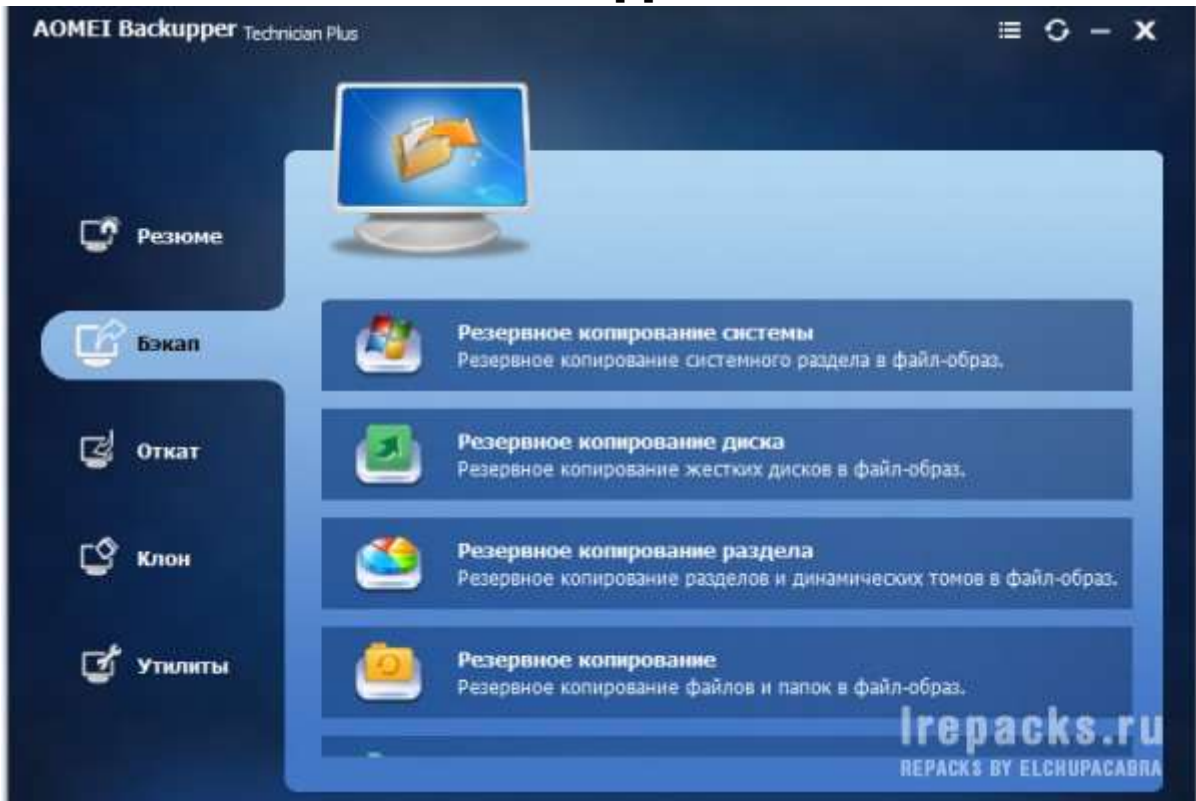 AOMEI Backupper Technician Plus
Резюме
Бэкап
Откат
Клон
Утилиты
Резервное копирование системы
Резервное копирование системного раздела в файл-образ.
Резервное копирование диска
Резервное копирование жестких дисков в файл-образ.
Резервное копирование раздела
Резервное копирование разделов и динамических томов в файл-образ.
Резервное копирование
Резервное копирование файлов и папок в файл-образ.
lrepacks.ru
REPACKS BY ELCHUPACABRA